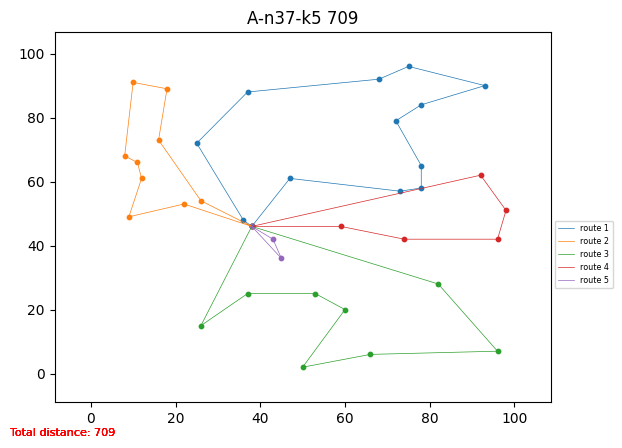 A-n37-k5 709
100
80
60
40
20
0
0 20 40 60 80 100
route 1
route 2
route 3
route 4
route 5
Total distance: 709